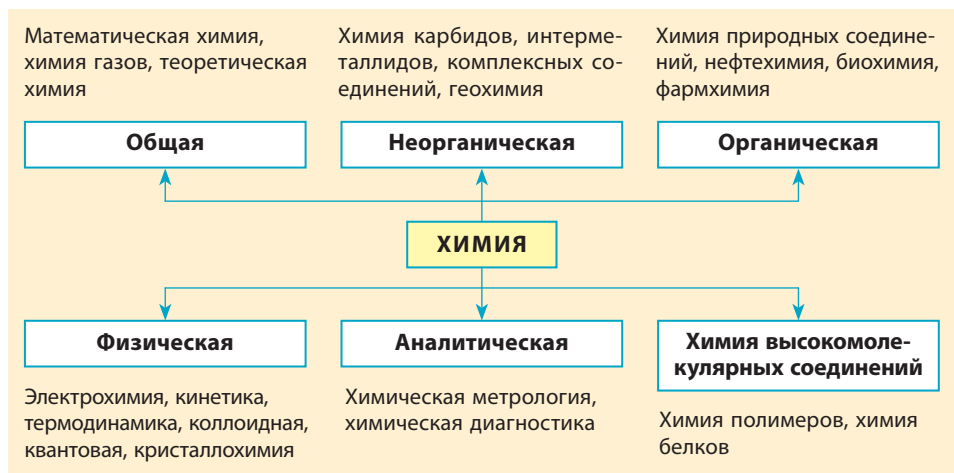 Математическая химия,
химия газов, теоретическая
химия
Химия карбидов, интерме-
таллидов, комплексных со-
единений, геохимия
Химия природных соедине-
ний, нефтехимия, биохимия,
фармхимия
Общая
Неорганическая
Органическая
ХИМИЯ
Физическая
Аналитическая
Химия высокомоле-
кулярных соединений
Электрохимия, кинетика,
термодинамика, коллоидная,
квантовая, кристаллохимия
Химическая метрология,
химическая диагностика
Химия полимеров, химия
белков